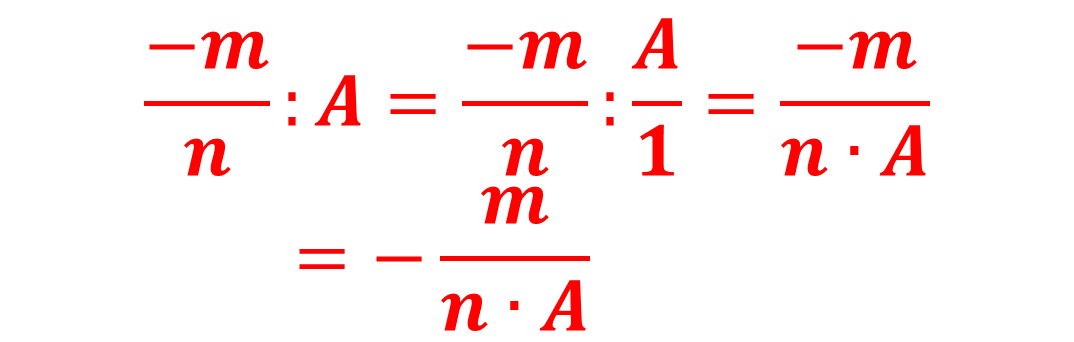 −m/n : A = −m/n : A/1 = −m/(n · A)
= − m/(n · A)